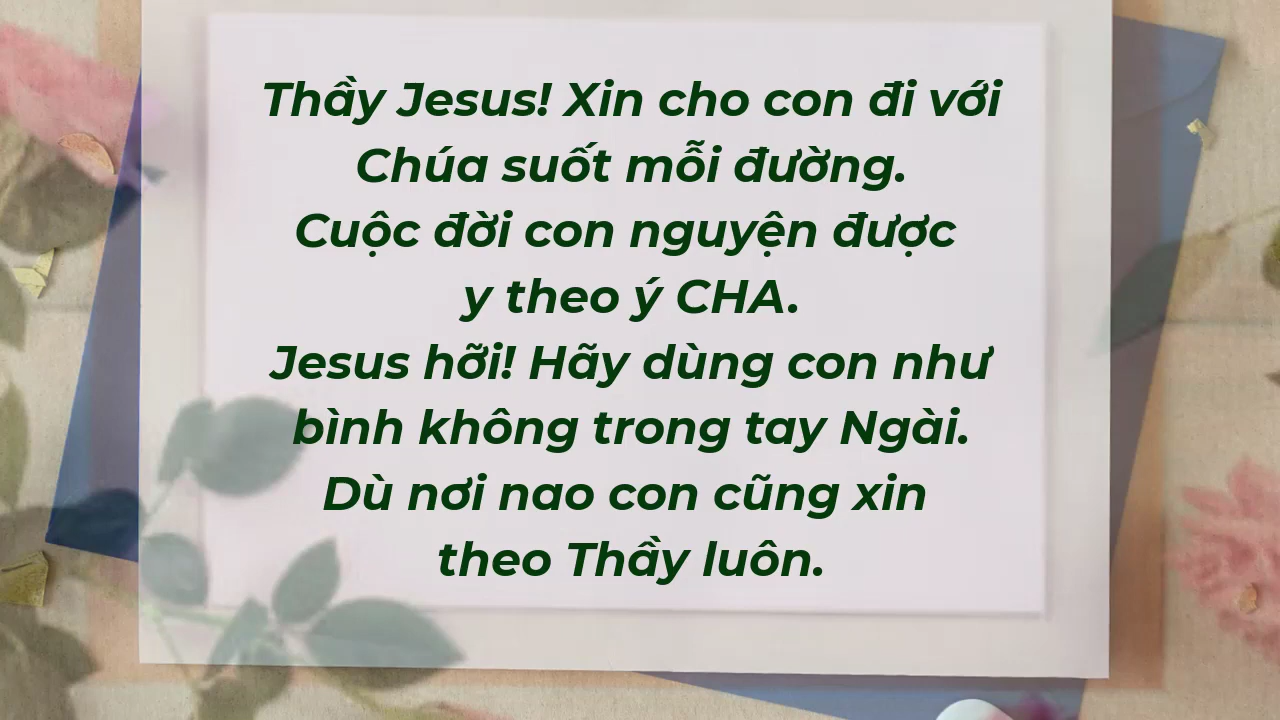 Thầy Jesus! Xin cho con đi với
Chúa suốt mỗi đường.
Cuộc đời con nguyện được
y theo ý CHA.
Jesus hỡi! Hãy dùng con như
bình không trong tay Ngài.
Dù nơi nao con cũng xin
theo Thầy luôn.